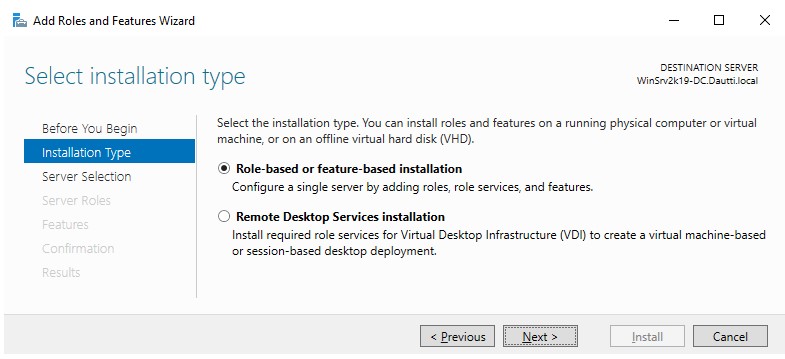 Add Roles and Features Wizard
Select installation type
DESTINATION SERVER
WinSrv2k19-DC.Dautti.local
Before You Begin
Installation Type
Server Selection
Server Roles
Features
Confirmation
Results
Select the installation type. You can install roles and features on a running physical computer or virtual
machine, or on an offline virtual hard disk (VHD).
Role-based or feature-based installation
Configure a single server by adding roles, role services, and features.
Remote Desktop Services installation
Install required role services for Virtual Desktop Infrastructure (VDI) to create a virtual machine-based
or session-based desktop deployment.
< Previous
Next >
Install
Cancel